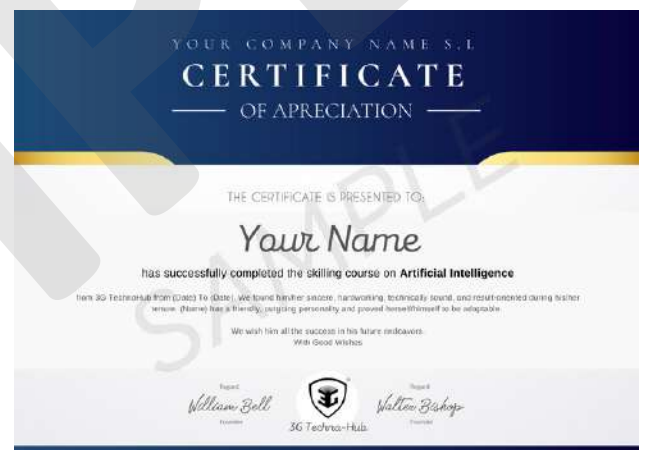 YOUR COMPANY NAME S.L
CERTIFICATE
OF APRECIATION
THE CERTIFICATE IS PRESENTED TO:
Your Name
has successfully completed the skilling course on Artificial Intelligence
from 3G TechnoHub from (Date) To (Date). We found him/her sincere, hardworking, technically sound, and result-oriented during his/her
tenure. (Name) has a friendly, outgoing personality and proved herself/himself to be adaptable.
We wish him all the success in his future endeavors.
With Good Wishes
SAMPLE
Regard Regard
William Bell Walter Bishop
Founder Founder
3G Techno-Hub